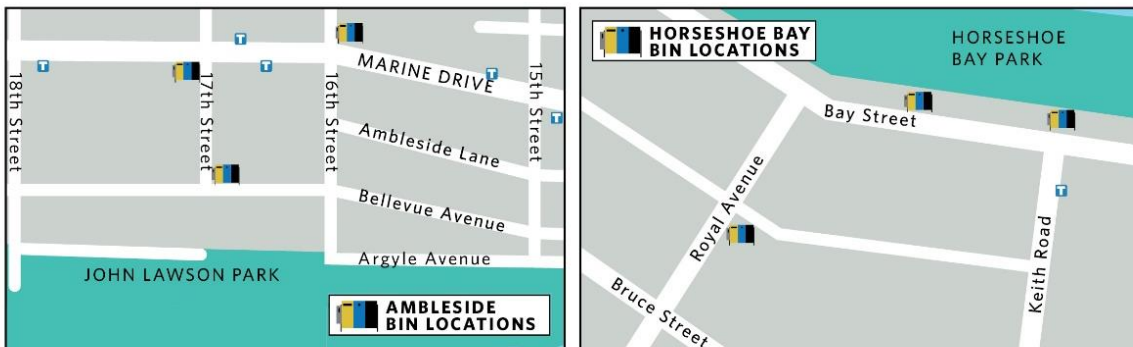 18th Street
17th Street
16th Street
15th Street
MARINE DRIVE
Ambleside Lane
Bellevue Avenue
Argyle Avenue
JOHN LAWSON PARK
AMBLESIDE
BIN LOCATIONS
T
T
T
T
T
HORSESHOE BAY
BIN LOCATIONS
HORSESHOE
BAY PARK
Bay Street
Royal Avenue
Bruce Street
Keith Road
T